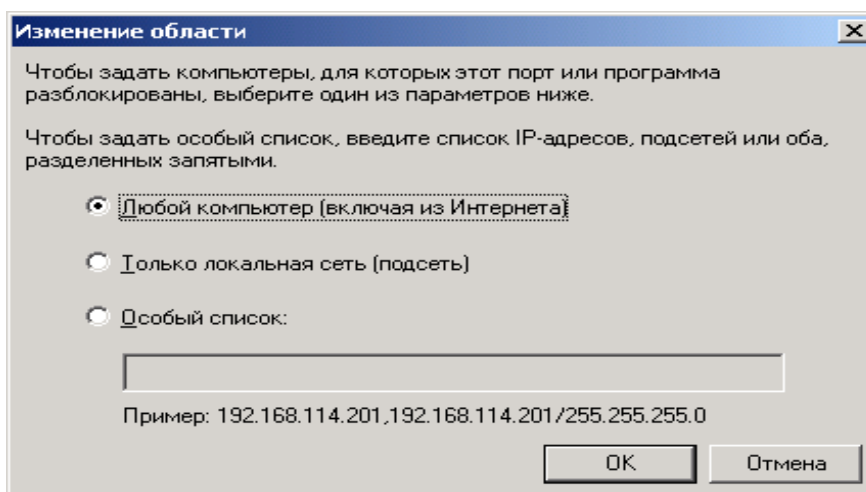 Изменение области
Чтобы задать компьютеры, для которых этот порт или программа
разблокированы, выберите один из параметров ниже.
Чтобы задать особый список, введите список IP-адресов, подсетей или оба,
разделенных запятыми.
Любой компьютер (включая из Интернета)
Только локальная сеть (подсеть)
Особый список:
Пример: 192.168.114.201,192.168.114.201/255.255.255.0
OK
Отмена